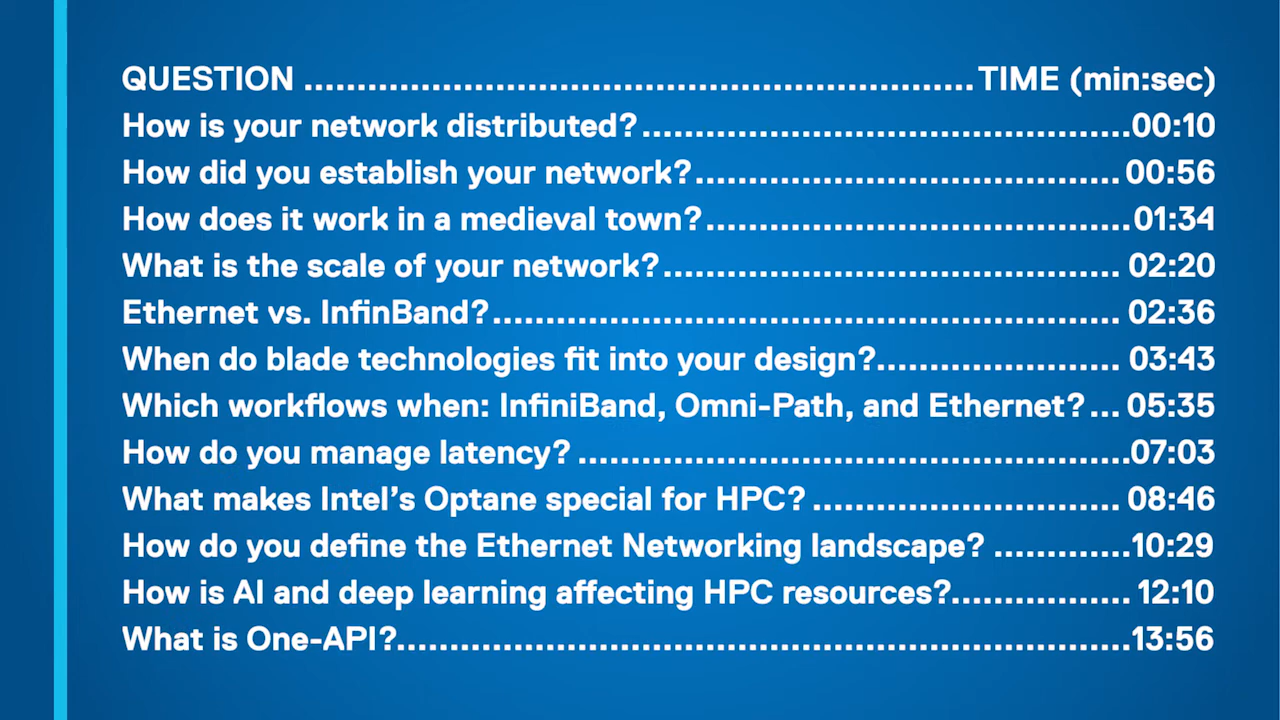 QUESTION ................................................................ TIME (min:sec)
How is your network distributed? .............................................. 00:10
How did you establish your network? ........................................ 00:56
How does it work in a medieval town? ........................................ 01:34
What is the scale of your network? ........................................... 02:20
Ethernet vs. InfinBand? ........................................................... 02:36
When do blade technologies fit into your design? ....................... 03:43
Which workflows when: InfiniBand, Omni-Path, and Ethernet? ... 05:35
How do you manage latency? .................................................... 07:03
What makes Intel's Optane special for HPC? ............................. 08:46
How do you define the Ethernet Networking landscape? ............. 10:29
How is AI and deep learning affecting HPC resources? ................. 12:10
What is One-API? ..................................................................... 13:56